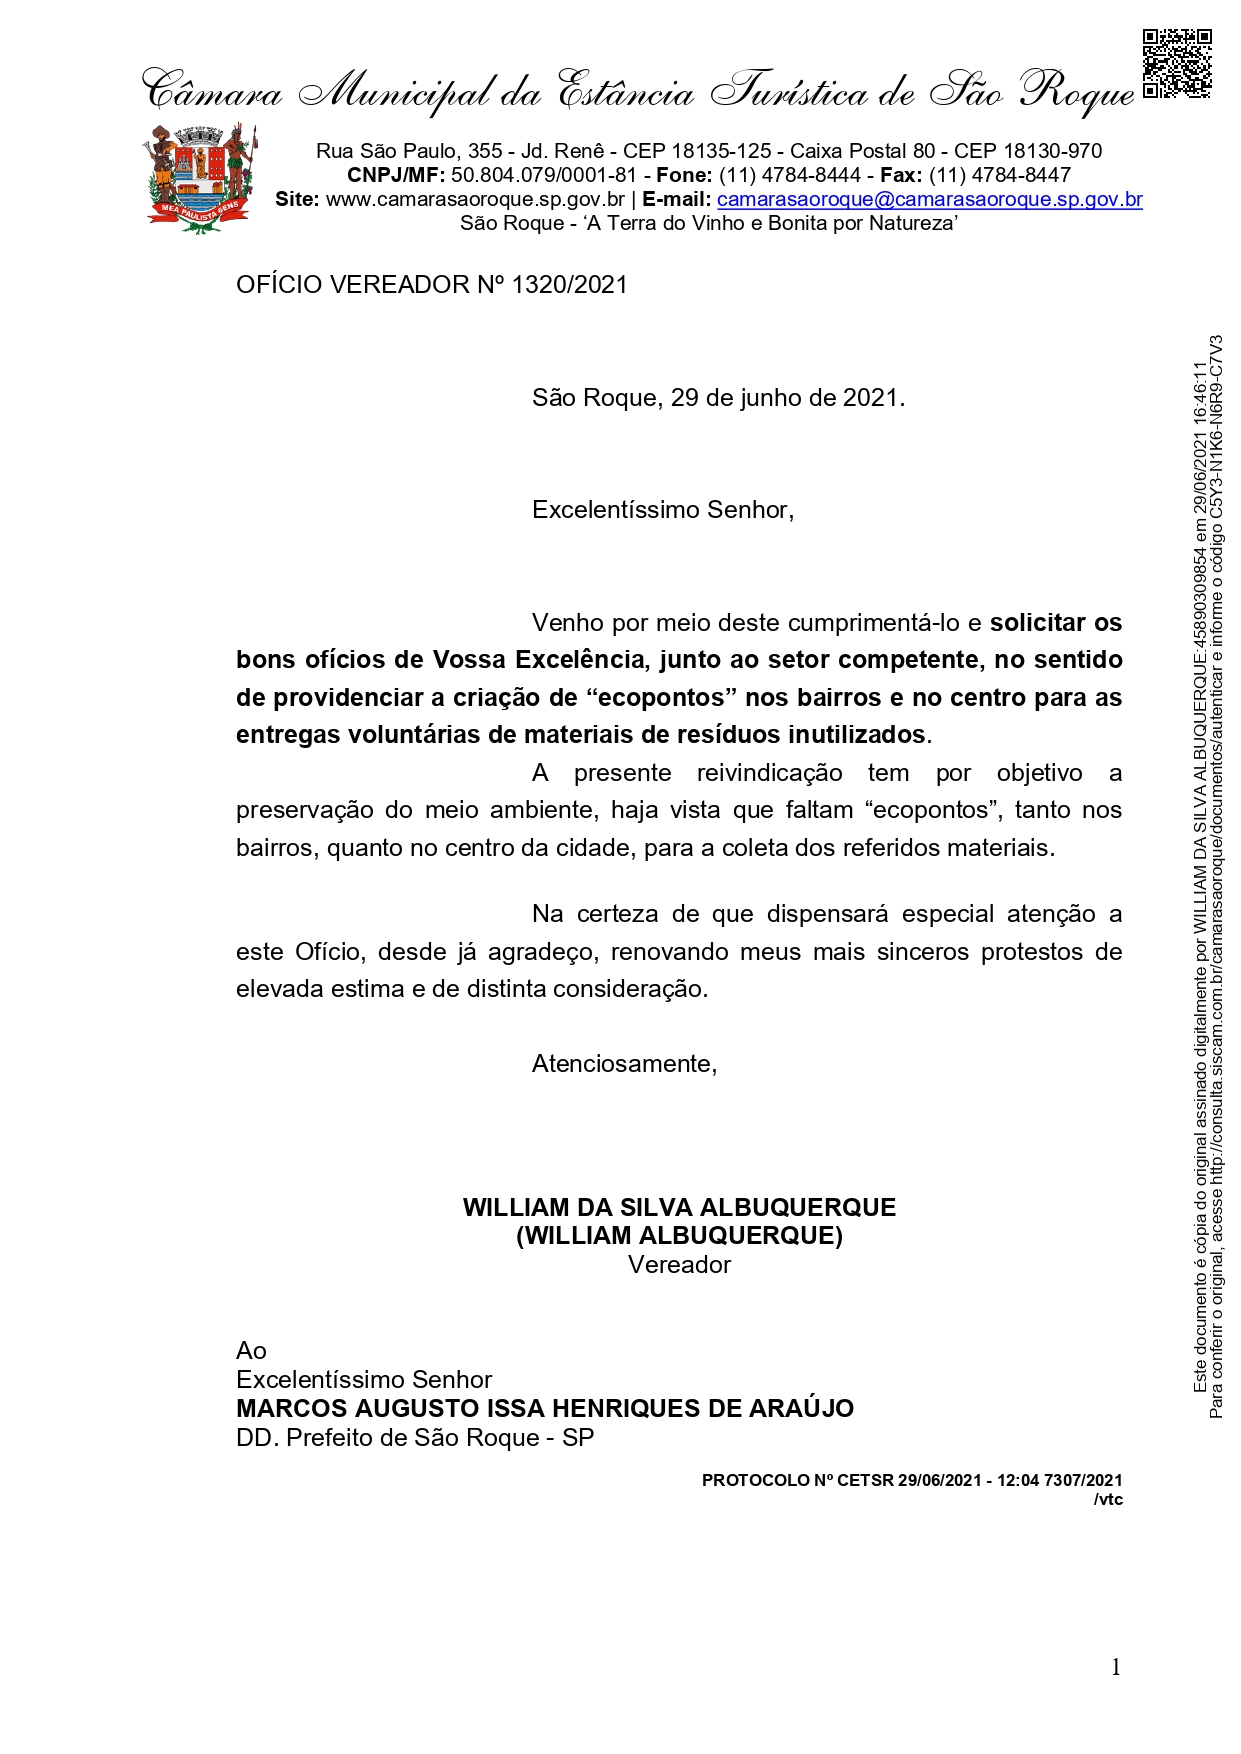 Câmara Municipal da Estância Turística de São Roque
Rua São Paulo, 355 - Jd. Renê - CEP 18135-125 - Caixa Postal 80 - CEP 18130-970
CNPJ/MF: 50.804.079/0001-81 - Fone: (11) 4784-8444 - Fax: (11) 4784-8447
Site: www.camarasaoroque.sp.gov.br | E-mail: camarasaoroque@camarasaoroque.sp.gov.br
São Roque - ‘A Terra do Vinho e Bonita por Natureza’
MEA PAULISTA GENS
OFÍCIO VEREADOR Nº 1320/2021
São Roque, 29 de junho de 2021.
Excelentíssimo Senhor,
Venho por meio deste cumprimentá-lo e solicitar os
bons ofícios de Vossa Excelência, junto ao setor competente, no sentido
de providenciar a criação de “ecopontos” nos bairros e no centro para as
entregas voluntárias de materiais de resíduos inutilizados.
A presente reivindicação tem por objetivo a
preservação do meio ambiente, haja vista que faltam “ecopontos”, tanto nos
bairros, quanto no centro da cidade, para a coleta dos referidos materiais.
Na certeza de que dispensará especial atenção a
este Ofício, desde já agradeço, renovando meus mais sinceros protestos de
elevada estima e de distinta consideração.
Atenciosamente,
WILLIAM DA SILVA ALBUQUERQUE
(WILLIAM ALBUQUERQUE)
Vereador
Ao
Excelentíssimo Senhor
MARCOS AUGUSTO ISSA HENRIQUES DE ARAÚJO
DD. Prefeito de São Roque - SP
PROTOCOLO Nº CETSR 29/06/2021 - 12:04 7307/2021
/vtc
1
Este documento é cópia do original assinado digitalmente por WILLIAM DA SILVA ALBUQUERQUE:45890309854 em 29/06/2021 16:46:11
Para conferir o original, acesse http://consulta.siscam.com.br/camarasaoroque/documentos/autenticar e informe o código C5Y3-N1K6-N6R9-C7V3